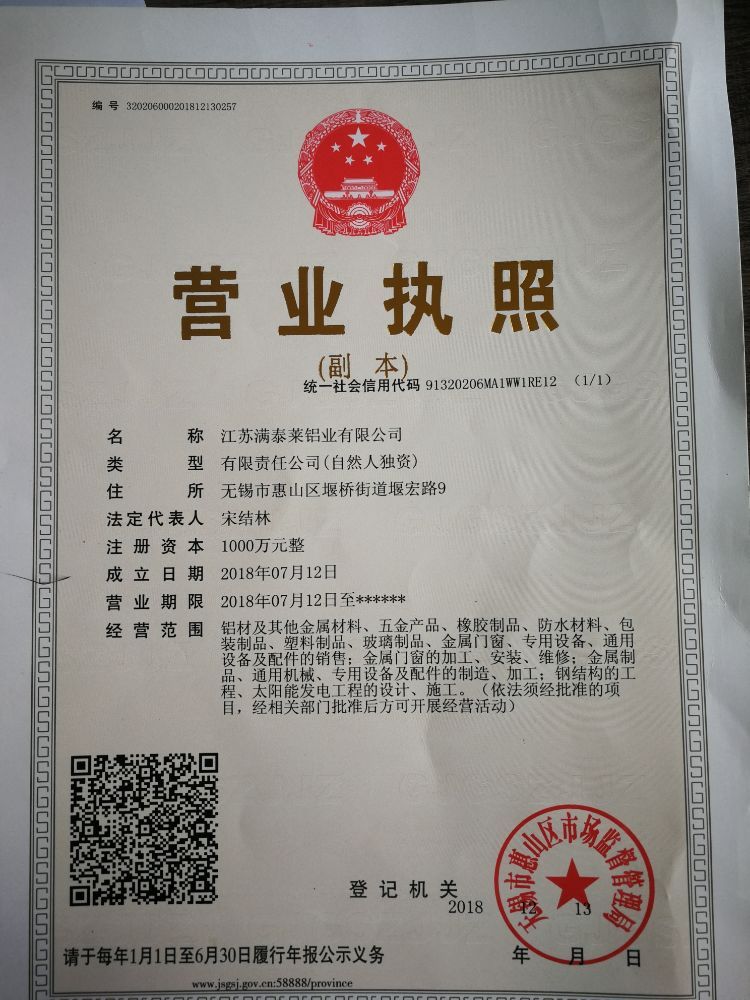 编号 320206000201812130257
营业执照
(副本)
统一社会信用代码 91320206MA1WW1RE12 (1/1)
名称 江苏满泰莱铝业有限公司
类型 有限责任公司(自然人独资)
住所 无锡市惠山区堰桥街道堰宏路9
法定代表人 宋结林
注册资本 1000万元整
成立日期 2018年07月12日
营业期限 2018年07月12日至******
经营范围 铝材及其他金属材料、五金产品、橡胶制品、防水材料、包
装制品、塑料制品、玻璃制品、金属门窗、专用设备、通用
设备及配件的销售；金属门窗的加工、安装、维修；金属制
品、通用机械、专用设备及配件的制造、加工；钢结构的工
程、太阳能发电工程的设计、施工。（依法须经批准的项
目，经相关部门批准后方可开展经营活动）
登记机关
无锡市惠山区市场监督管理局
2018 12 13
年 月 日
请于每年1月1日至6月30日履行年报公示义务
www.jsgsj.gov.cn:58888/province